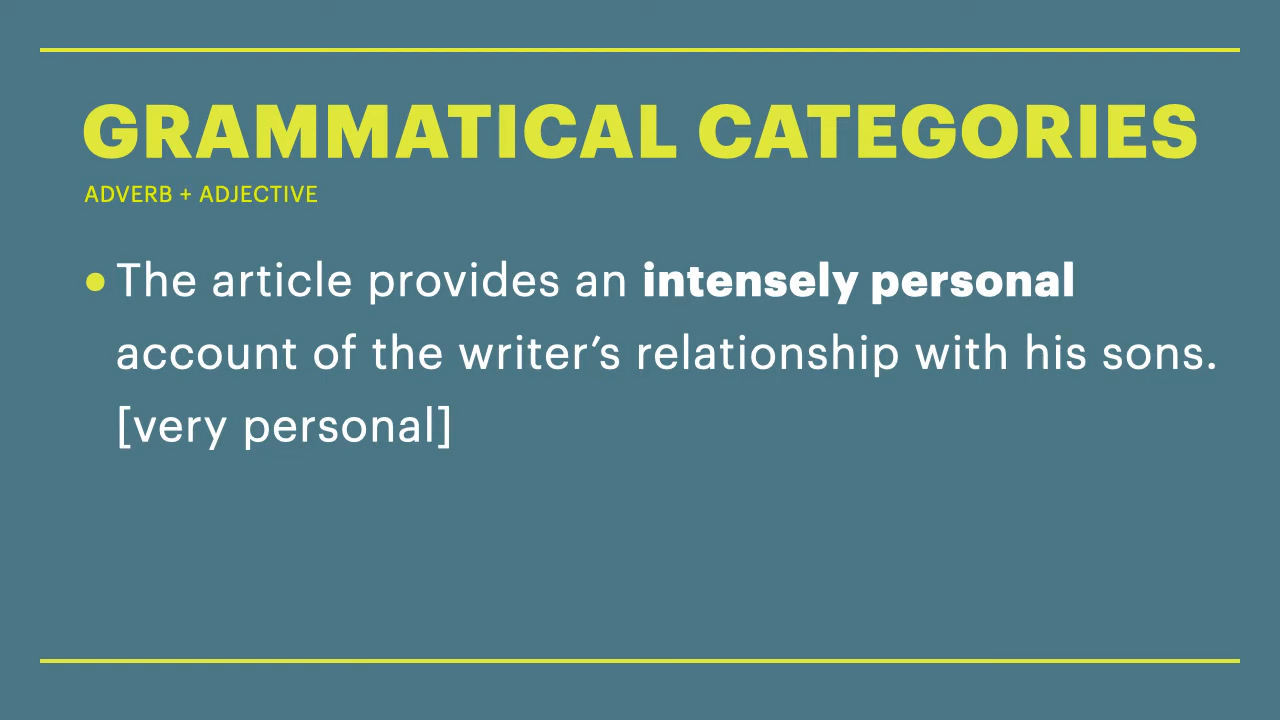 GRAMMATICAL CATEGORIES
ADVERB + ADJECTIVE
• The article provides an intensely personal
account of the writer’s relationship with his sons.
[very personal]